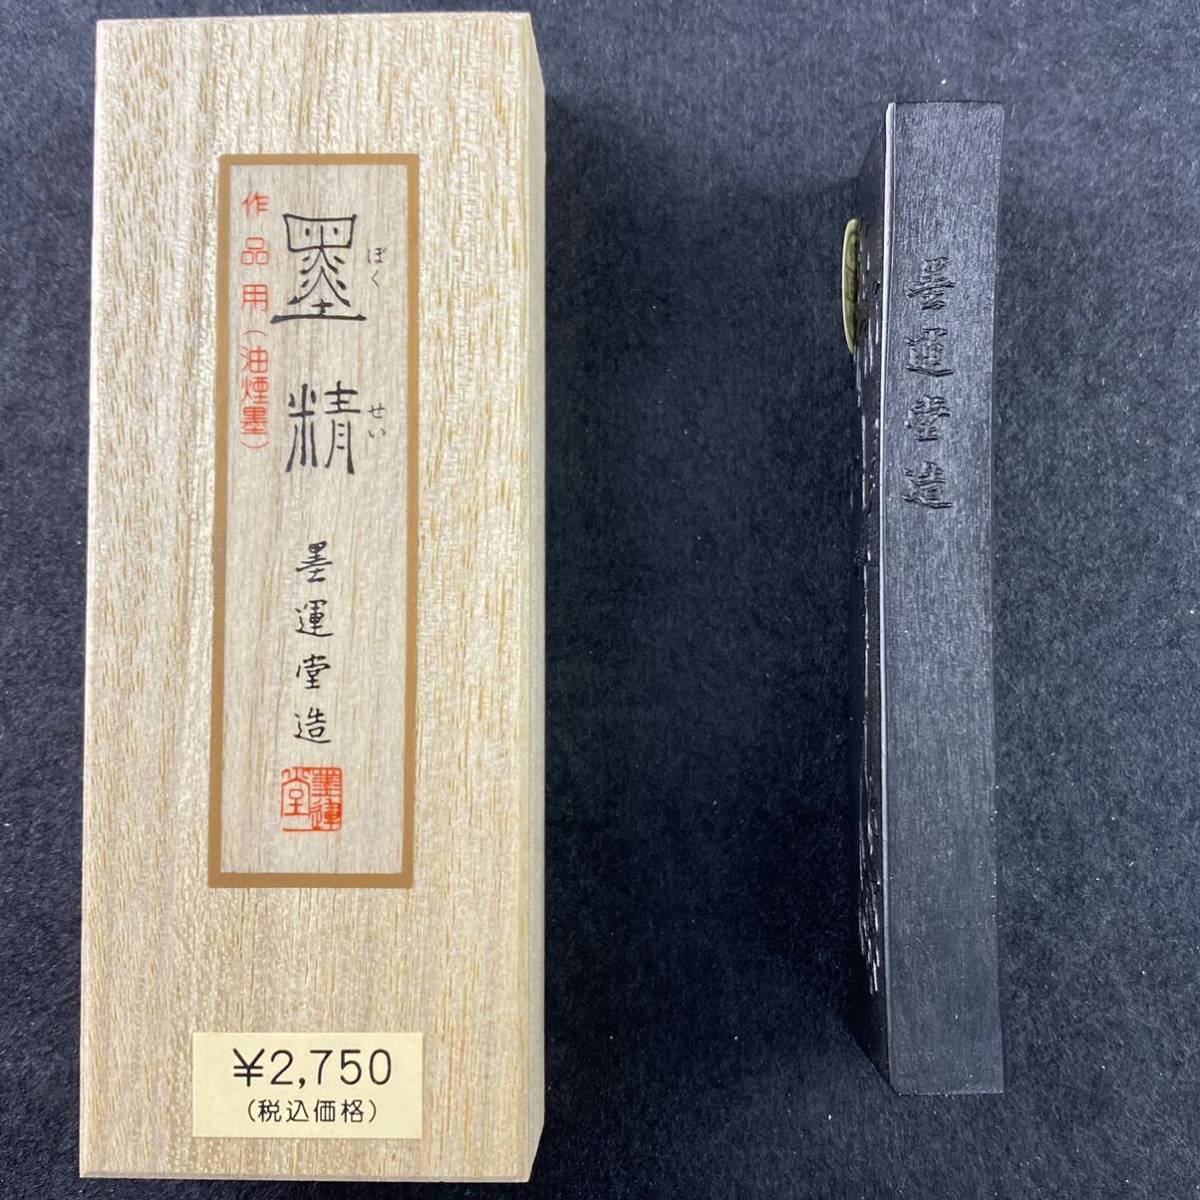 墨精
ぼく
せい
作品用(油煙墨)
墨運堂造
墨運堂
¥2,750
(税込価格)
墨運堂造